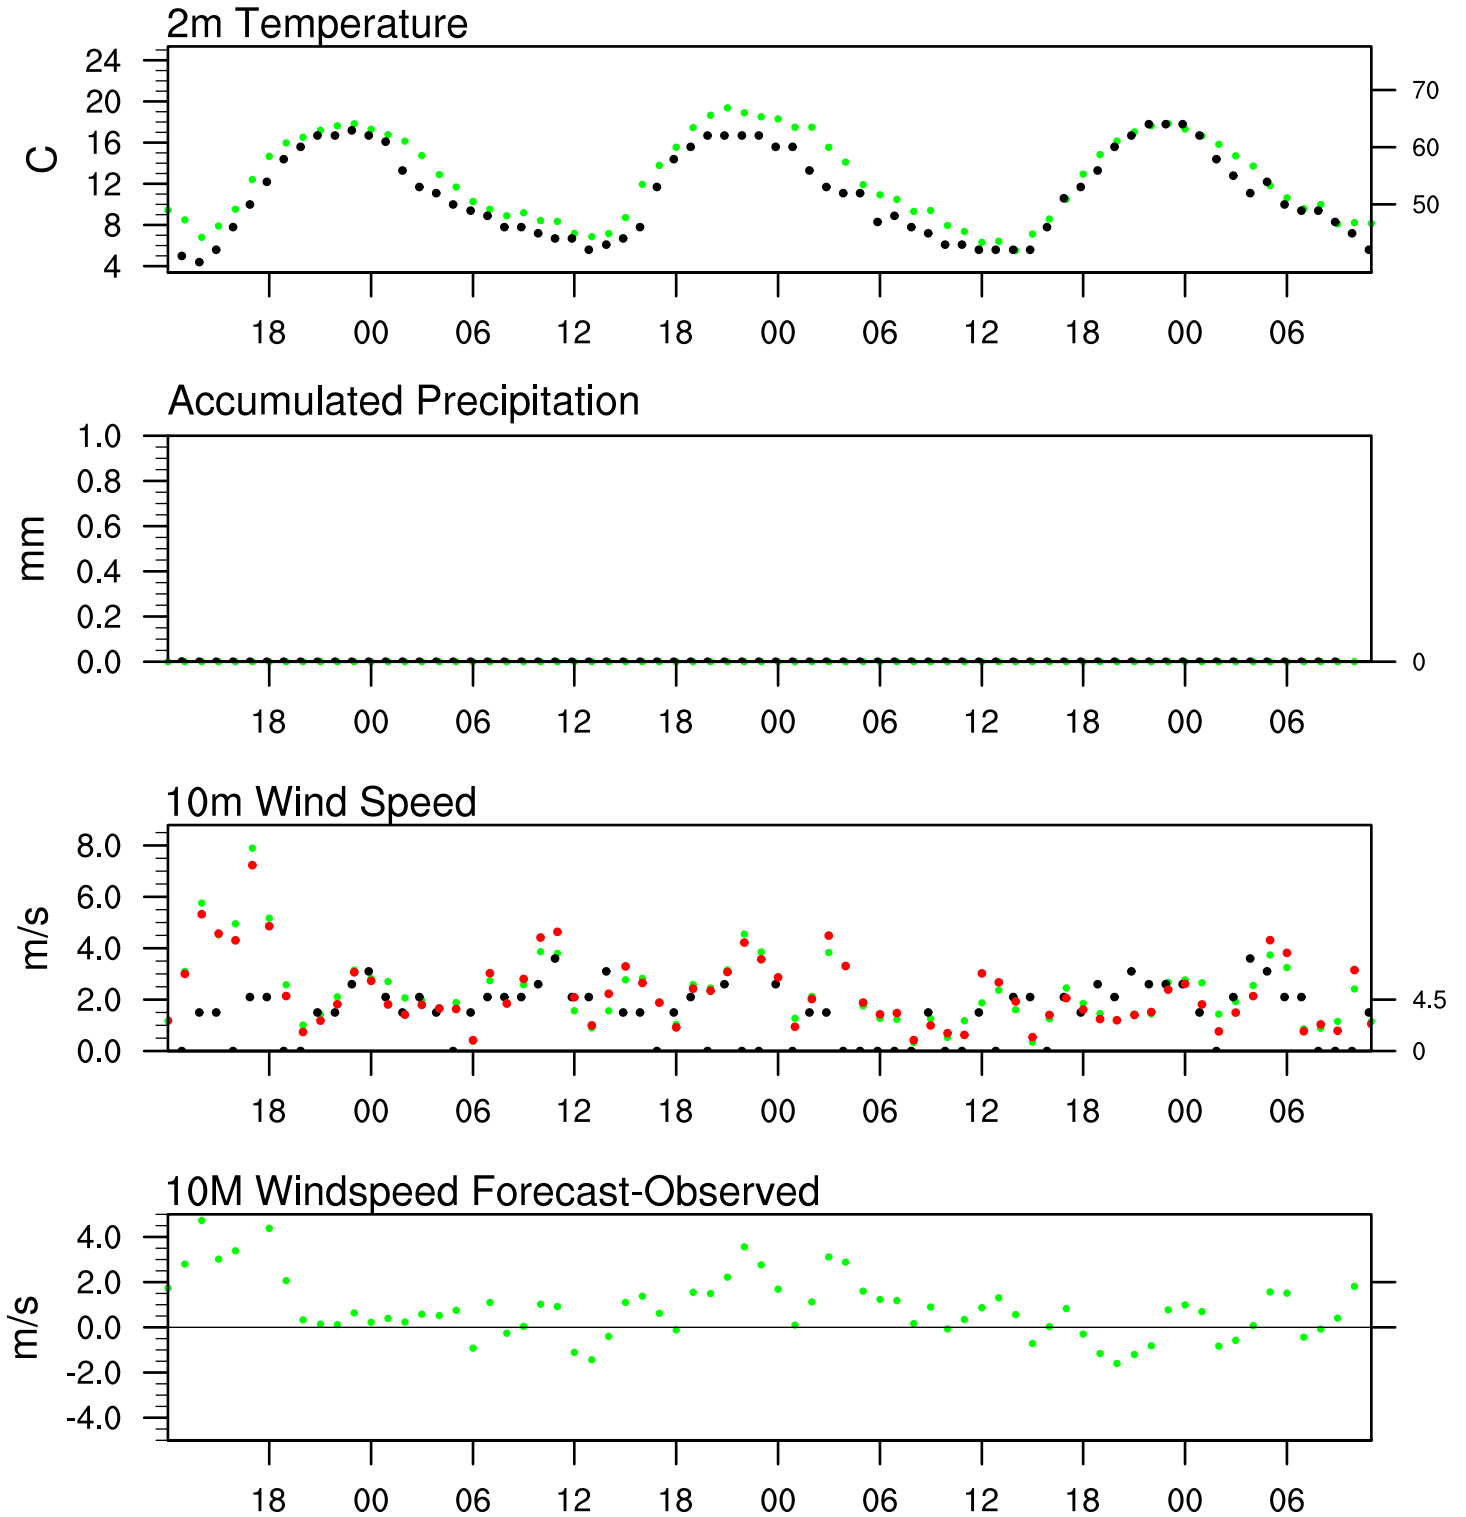 2m Temperature
24
20
16
12
8
4
C
70
60
50
18 00 06 12 18 00 06 12 18 00 06
Accumulated Precipitation
1.0
0.8
0.6
0.4
0.2
0.0
mm
0
18 00 06 12 18 00 06 12 18 00 06
10m Wind Speed
8.0
6.0
4.0
2.0
0.0
m/s
4.5
0
18 00 06 12 18 00 06 12 18 00 06
10M Windspeed Forecast-Observed
4.0
2.0
0.0
-2.0
-4.0
m/s
18 00 06 12 18 00 06 12 18 00 06